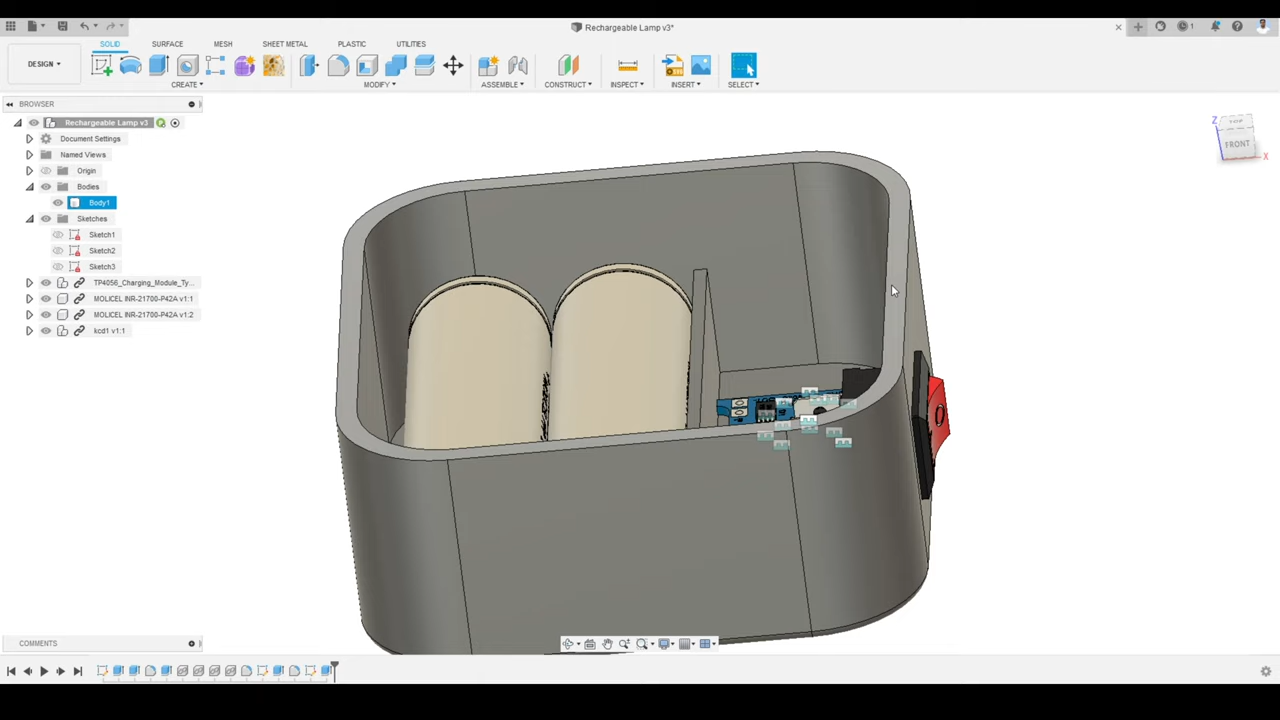 Rechargeable Lamp v3*
1
DESIGN
SOLID SURFACE MESH SHEET METAL PLASTIC UTILITIES
CREATE MODIFY ASSEMBLE CONSTRUCT INSPECT INSERT SELECT
BROWSER
Rechargeable Lamp v3
Document Settings
Named Views
Origin
Bodies
Body1
Sketches
Sketch1
Sketch2
Sketch3
TP4056_Charging_Module_Ty...
MOLICEL INR-21700-P42A v1:1
MOLICEL INR-21700-P42A v1:2
kcd1 v1:1
Z
TOP
FRONT
X
COMMENTS